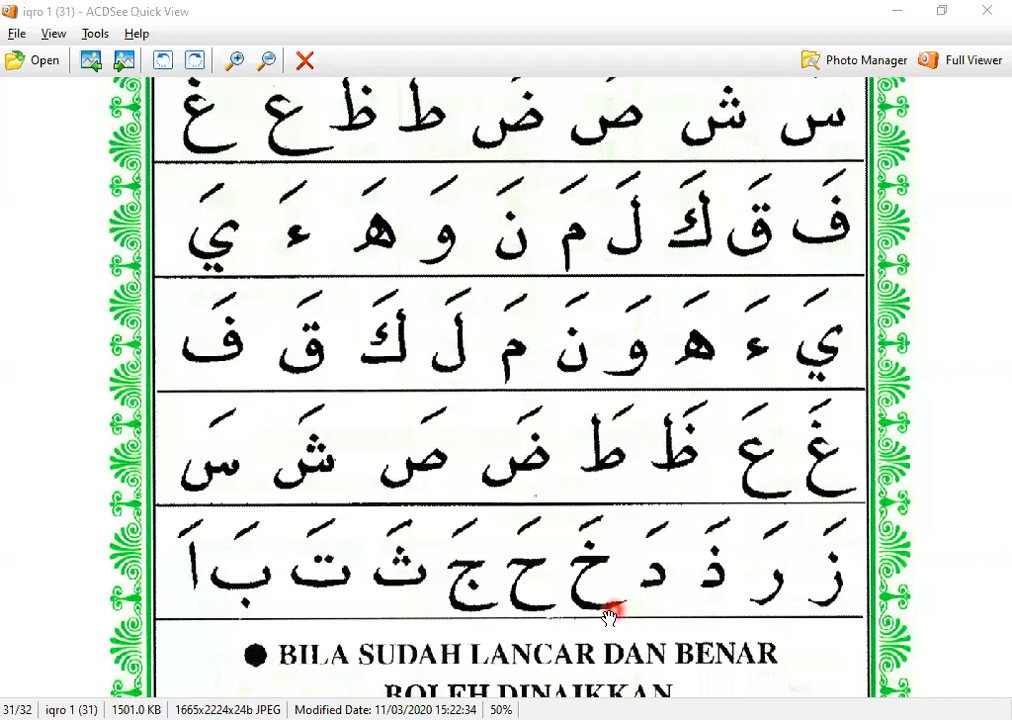 iqro 1 (31) - ACDSee Quick View
File View Tools Help
Open Photo Manager Full Viewer
سَ شَ صَ ضَ طَ ظَ عَ غَ
فَ قَ كَ لَ مَ نَ وَ هَ ءَ يَ
يَ ءَ هَ وَ نَ مَ لَ كَ قَ فَ
غَ عَ ظَ طَ ضَ صَ شَ سَ
زَ رَ ذَ دَ خَ حَ جَ ثَ تَ بَ اَ
● BILA SUDAH LANCAR DAN BENAR
BOLEH DINAIKKAN
31/32 iqro 1 (31) 1501.0 KB 1665x2224x24b JPEG Modified Date: 11/03/2020 15:22:34 50%